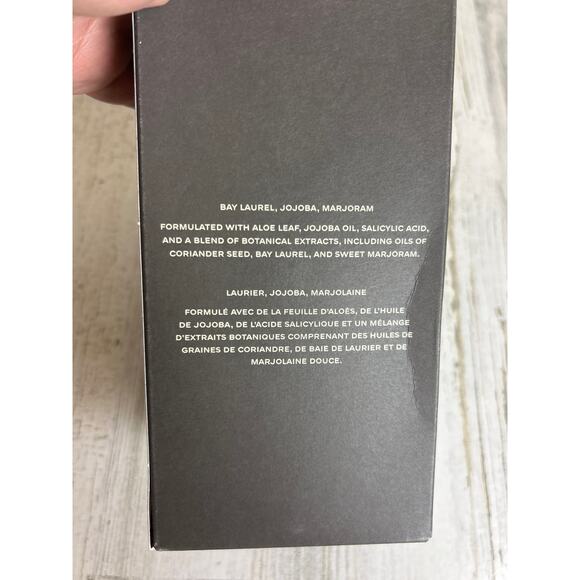 BAY LAUREL, JOJOBA, MARJORAM
FORMULATED WITH ALOE LEAF, JOJOBA OIL, SALICYLIC ACID,
AND A BLEND OF BOTANICAL EXTRACTS, INCLUDING OILS OF
CORIANDER SEED, BAY LAUREL, AND SWEET MARJORAM.
LAURIER, JOJOBA, MARJOLAINE
FORMULÉ AVEC DE LA FEUILLE D'ALOÈS, DE L'HUILE
DE JOJOBA, DE L'ACIDE SALICYLIQUE ET UN MÉLANGE
D'EXTRAITS BOTANIQUES COMPRENANT DES HUILES DE
GRAINES DE CORIANDRE, DE BAIE DE LAURIER ET DE
MARJOLAINE DOUCE.